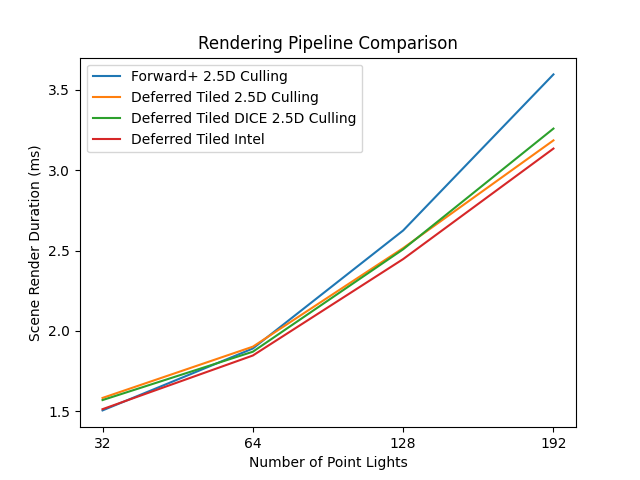 Rendering Pipeline Comparison
Forward+ 2.5D Culling
Deferred Tiled 2.5D Culling
Deferred Tiled DICE 2.5D Culling
Deferred Tiled Intel
Scene Render Duration (ms)
3.5
3.0
2.5
2.0
1.5
32 64 128 192
Number of Point Lights